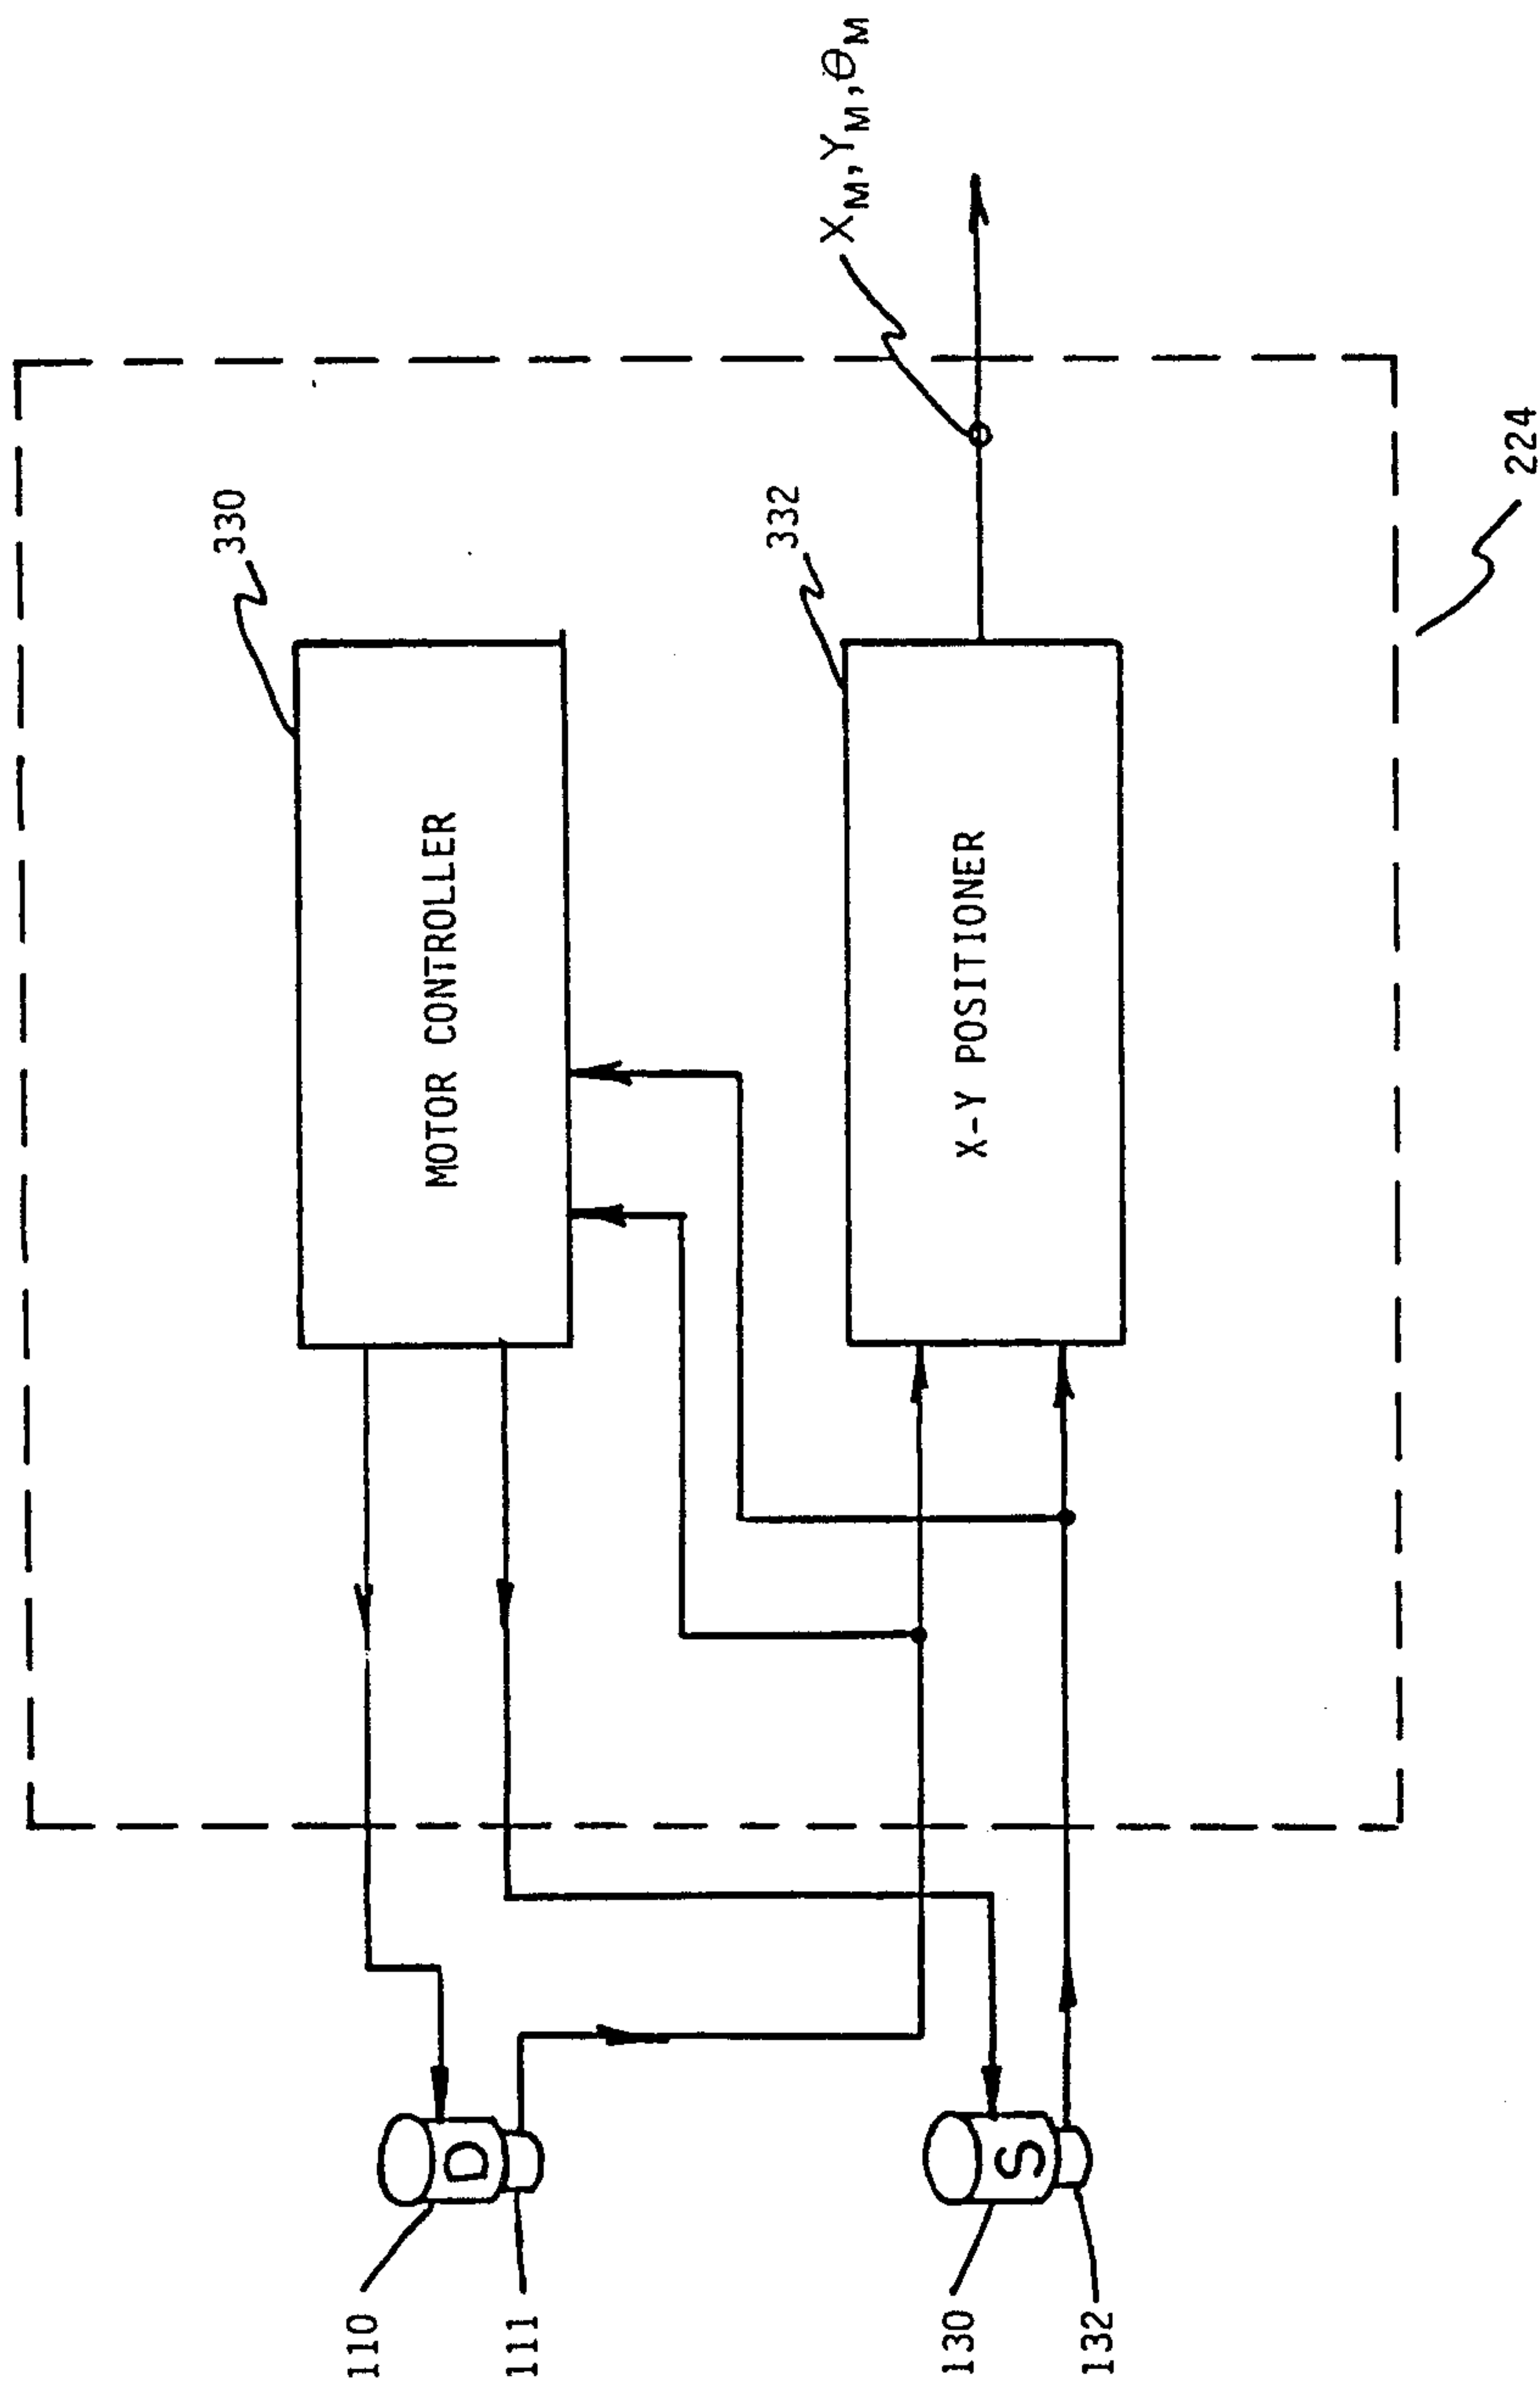 330
MOTOR CONTROLLER
332
X-Y POSITIONER
X_M, Y_M, θ_M
224
110
D
111
130
S
132